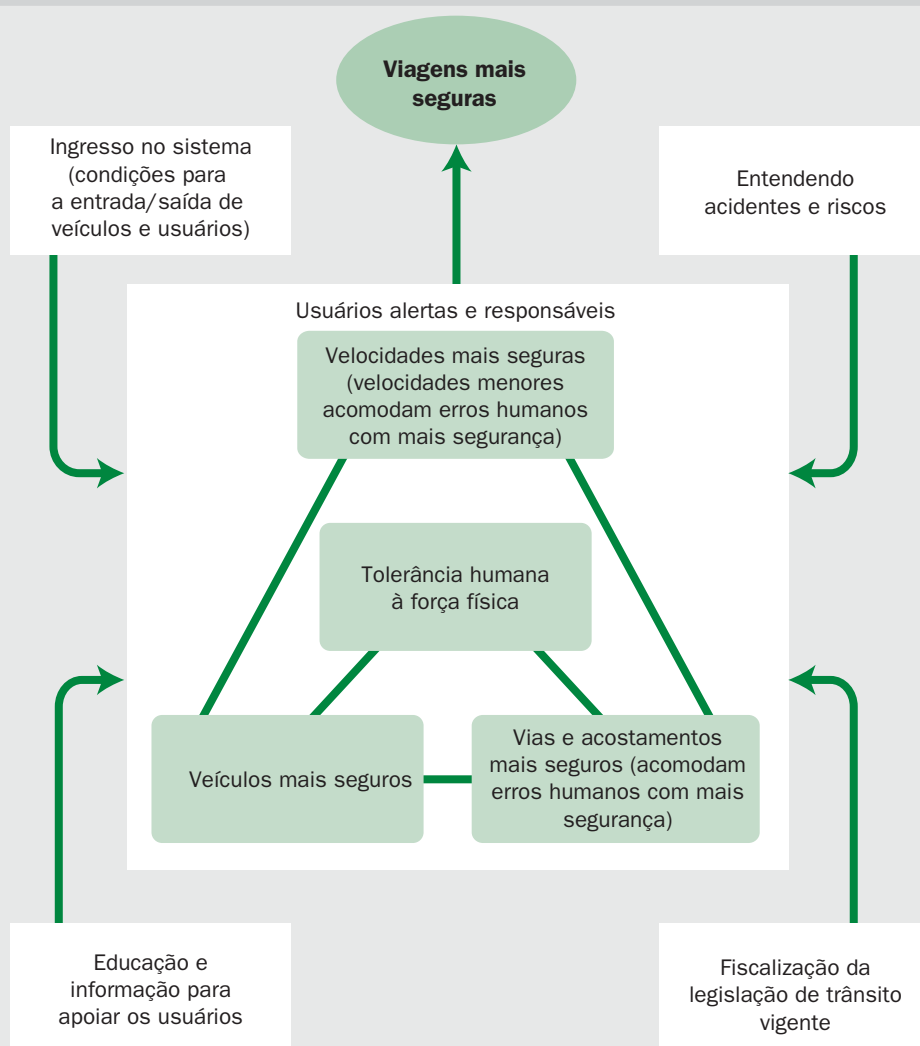 Viagens mais
seguras
Ingresso no sistema
(condições para
a entrada/saída de
veículos e usuários)
Entendendo
acidentes e riscos
Usuários alertas e responsáveis
Velocidades mais seguras
(velocidades menores
acomodam erros humanos
com mais segurança)
Tolerância humana
à força física
Veículos mais seguros
Vias e acostamentos
mais seguros (acomodam
erros humanos com mais
segurança)
Educação e
informação para
apoiar os usuários
Fiscalização da
legislação de trânsito
vigente